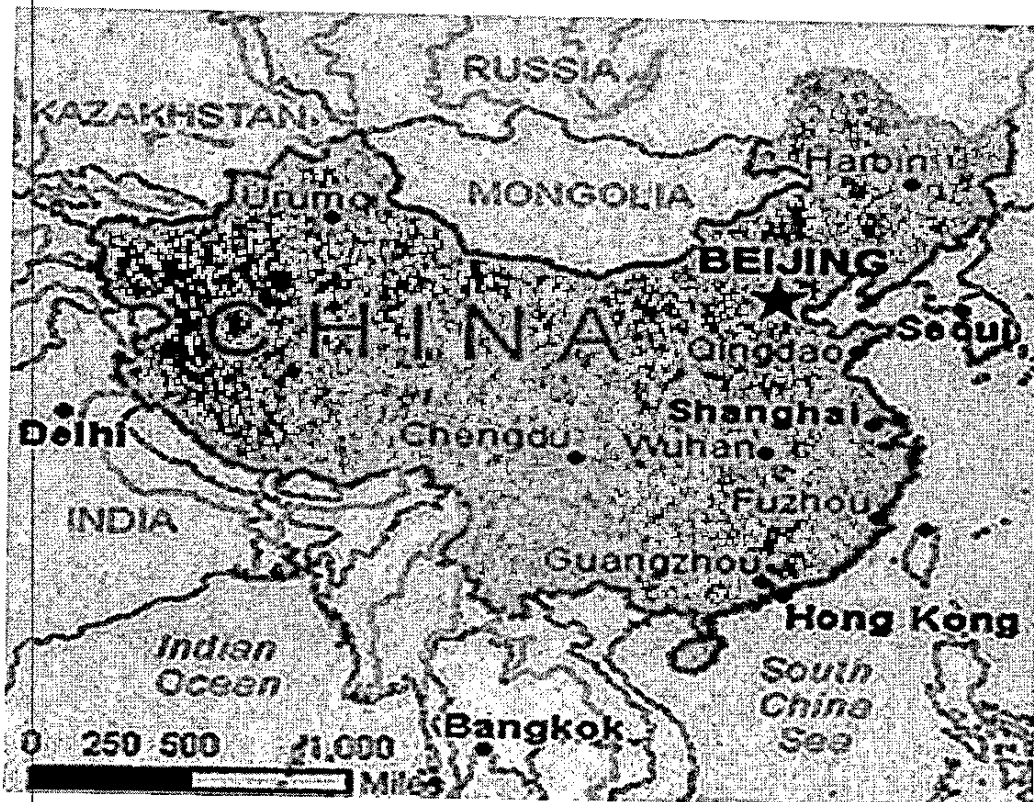 RUSSIA
KAZAKHSTAN
Harbin
Urumq
MONGOLIA
BEIJING
CHINA
Seoul
Qingdao
Shanghai
Delhi
Chengdu
Wuhan
INDIA
Fuzhou
Guangzhou
Hong Kong
Indian
Ocean
South
China
Sea
Bangkok
0 250 500 1,000
Miles